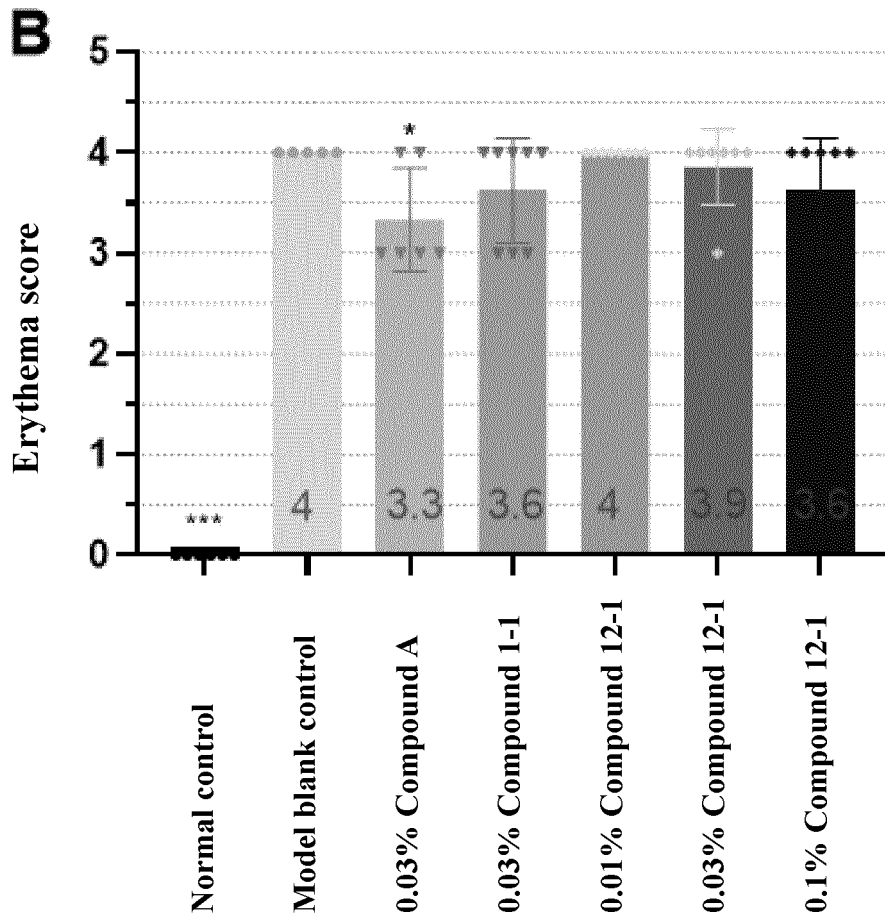 B
Erythema score
5
4
3
2
1
0
***
*
4
3.3
3.6
4
3.9
3.6
Normal control
Model blank control
0.03% Compound A
0.03% Compound 1-1
0.01% Compound 12-1
0.03% Compound 12-1
0.1% Compound 12-1